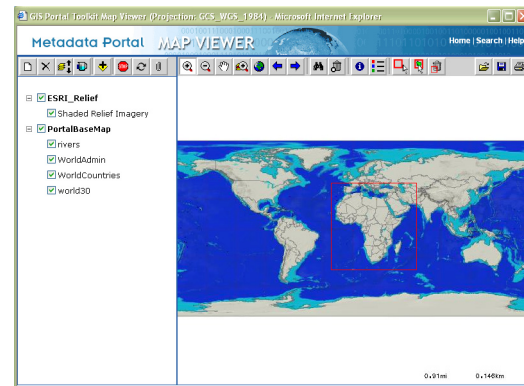 GIS Portal Toolkit Map Viewer (Projection: GCS_WGS_1984) - Microsoft Internet Explorer
Metadata Portal MAP VIEWER Home | Search | Help
STOP
ESRI_Relief
Shaded Relief Imagery
PortalBaseMap
rivers
WorldAdmin
WorldCountries
world30
0.91mi 0.146km